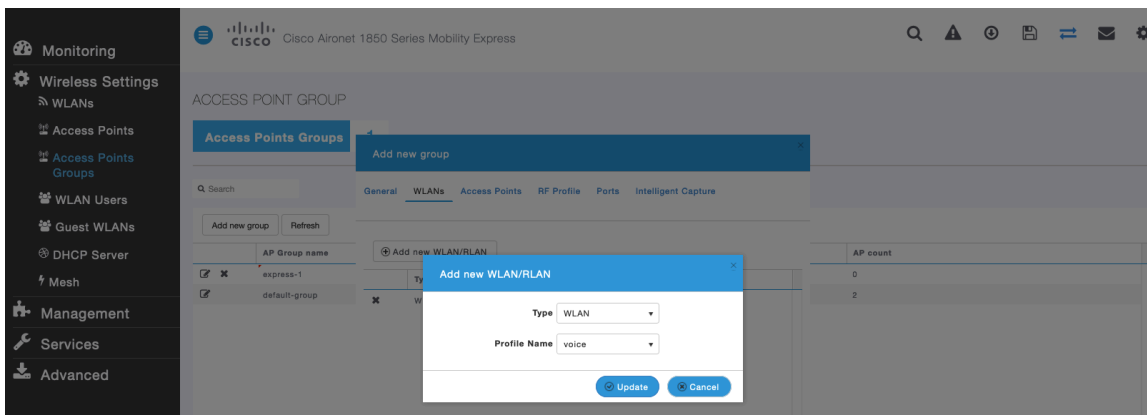 Monitoring
Wireless Settings
WLANs
Access Points
Access Points
Groups
WLAN Users
Guest WLANs
DHCP Server
Mesh
Management
Services
Advanced
CISCO Cisco Aironet 1850 Series Mobility Express
ACCESS POINT GROUP
Access Points Groups
Search
Add new group Refresh
AP Group name AP count
express-1 0
default-group 2
Add new group
General WLANs Access Points RF Profile Ports Intelligent Capture
Add new WLAN/RLAN
Add new WLAN/RLAN
Type WLAN
Profile Name voice
Update Cancel